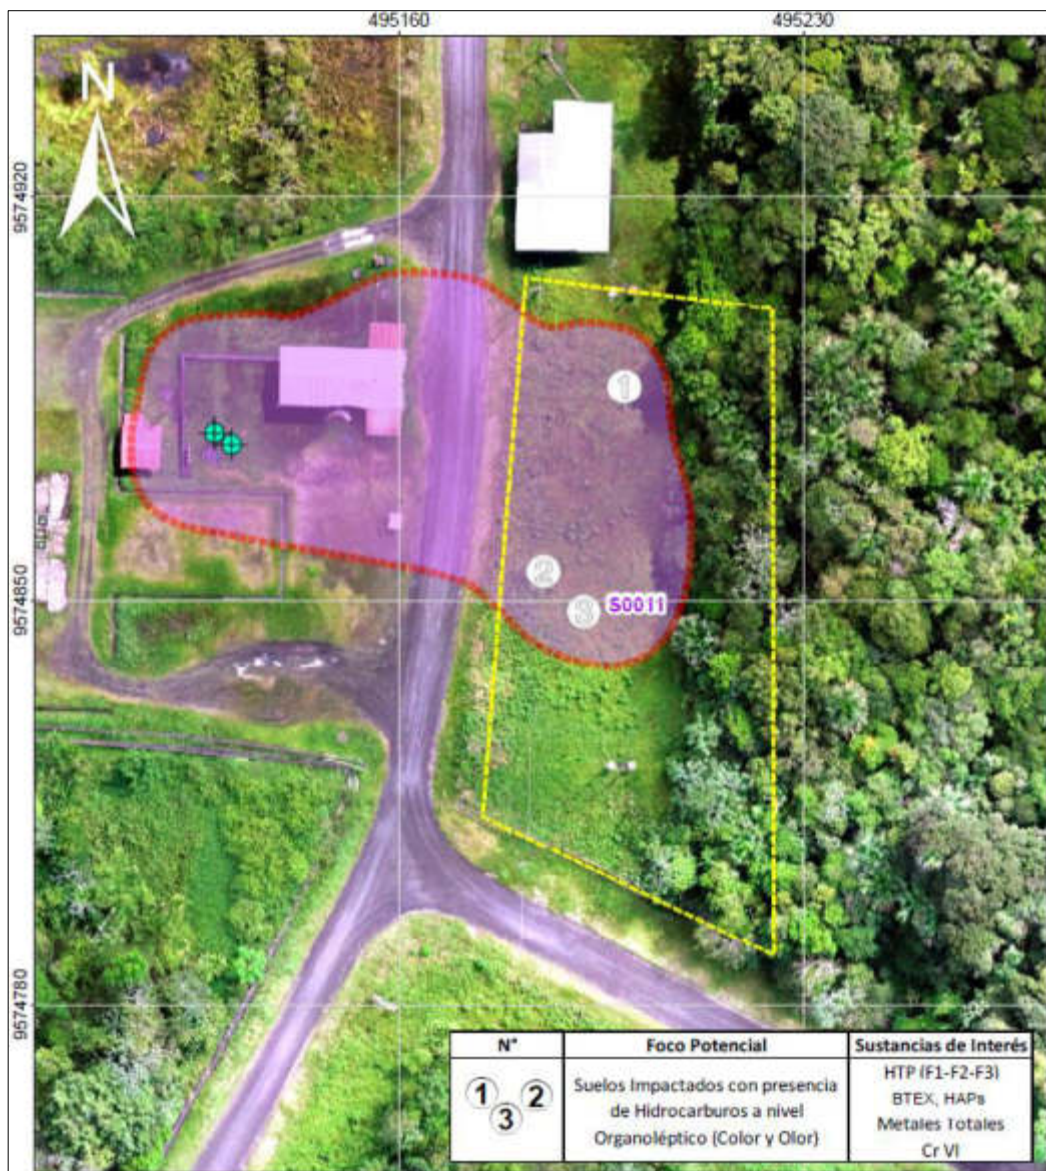 495160
495230
N
9574920
1
2
3
S0011
9574850
9574780
N°
Foco Potencial
Sustancias de Interés
1
2
3
Suelos Impactados con presencia
de Hidrocarburos a nivel
Organoléptico (Color y Olor)
HTP (F1-F2-F3)
BTEX, HAPs
Metales Totales
Cr VI